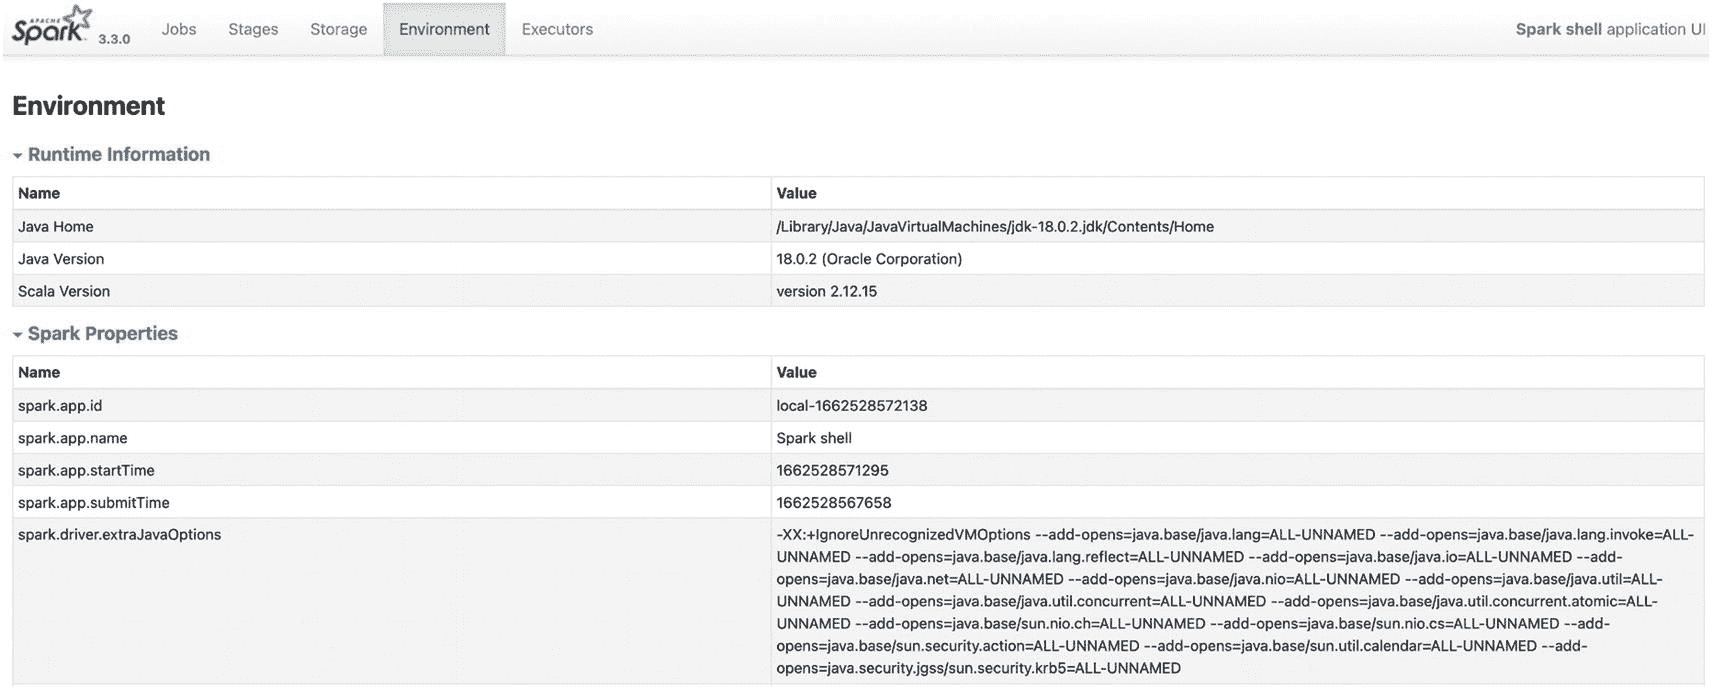 APACHE Spark 3.3.0 Jobs Stages Storage Environment Executors Spark shell application UI
Environment
Runtime Information
Name Value
Java Home /Library/Java/JavaVirtualMachines/jdk-18.0.2.jdk/Contents/Home
Java Version 18.0.2 (Oracle Corporation)
Scala Version version 2.12.15
Spark Properties
Name Value
spark.app.id local-1662528572138
spark.app.name Spark shell
spark.app.startTime 1662528571295
spark.app.submitTime 1662528567658
spark.driver.extraJavaOptions -XX:+IgnoreUnrecognizedVMOptions --add-opens=java.base/java.lang=ALL-UNNAMED --add-opens=java.base/java.lang.invoke=ALL-
UNNAMED --add-opens=java.base/java.lang.reflect=ALL-UNNAMED --add-opens=java.base/java.io=ALL-UNNAMED --add-
opens=java.base/java.net=ALL-UNNAMED --add-opens=java.base/java.nio=ALL-UNNAMED --add-opens=java.base/java.util=ALL-
UNNAMED --add-opens=java.base/java.util.concurrent=ALL-UNNAMED --add-opens=java.base/java.util.concurrent.atomic=ALL-
UNNAMED --add-opens=java.base/sun.nio.ch=ALL-UNNAMED --add-opens=java.base/sun.nio.cs=ALL-UNNAMED --add-
opens=java.base/sun.security.action=ALL-UNNAMED --add-opens=java.base/sun.util.calendar=ALL-UNNAMED --add-
opens=java.security.jgss/sun.security.krb5=ALL-UNNAMED